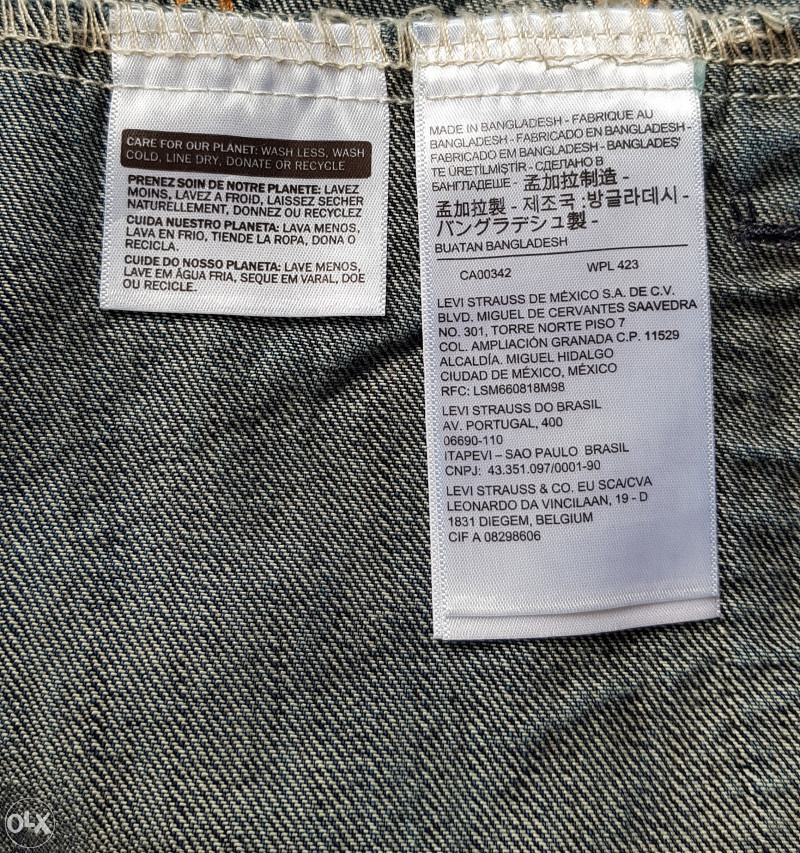 CARE FOR OUR PLANET: WASH LESS, WASH
COLD, LINE DRY, DONATE OR RECYCLE
PRENEZ SOIN DE NOTRE PLANETE: LAVEZ
MOINS, LAVEZ A FROID, LAISSEZ SECHER
NATURELLEMENT, DONNEZ OU RECYCLEZ
CUIDA NUESTRO PLANETA: LAVA MENOS,
LAVA EN FRIO, TIENDE LA ROPA, DONA O
RECICLA.
CUIDE DO NOSSO PLANETA: LAVE MENOS,
LAVE EM ÁGUA FRIA, SEQUE EM VARAL, DOE
OU RECICLE.
MADE IN BANGLADESH - FABRIQUE AU
BANGLADESH - FABRICADO EN BANGLADESH -
FABRICADO EM BANGLADESH - BANGLADEŞ'
TE ÜRETİLMİŞTİR - СДЕЛАНО В
БАНГЛАДЕШЕ - 孟加拉制造 -
孟加拉製 - 제조국 :방글라데시 -
バングラデシュ製 -
BUATAN BANGLADESH
CA00342 WPL 423
LEVI STRAUSS DE MÉXICO S.A. DE C.V.
BLVD. MIGUEL DE CERVANTES SAAVEDRA
NO. 301, TORRE NORTE PISO 7
COL. AMPLIACIÓN GRANADA C.P. 11529
ALCALDÍA. MIGUEL HIDALGO
CIUDAD DE MÉXICO, MÉXICO
RFC: LSM660818M98
LEVI STRAUSS DO BRASIL
AV. PORTUGAL, 400
06690-110
ITAPEVI – SAO PAULO BRASIL
CNPJ: 43.351.097/0001-90
LEVI STRAUSS & CO. EU SCA/CVA
LEONARDO DA VINCILAAN, 19 - D
1831 DIEGEM, BELGIUM
CIF A 08298606
OLX